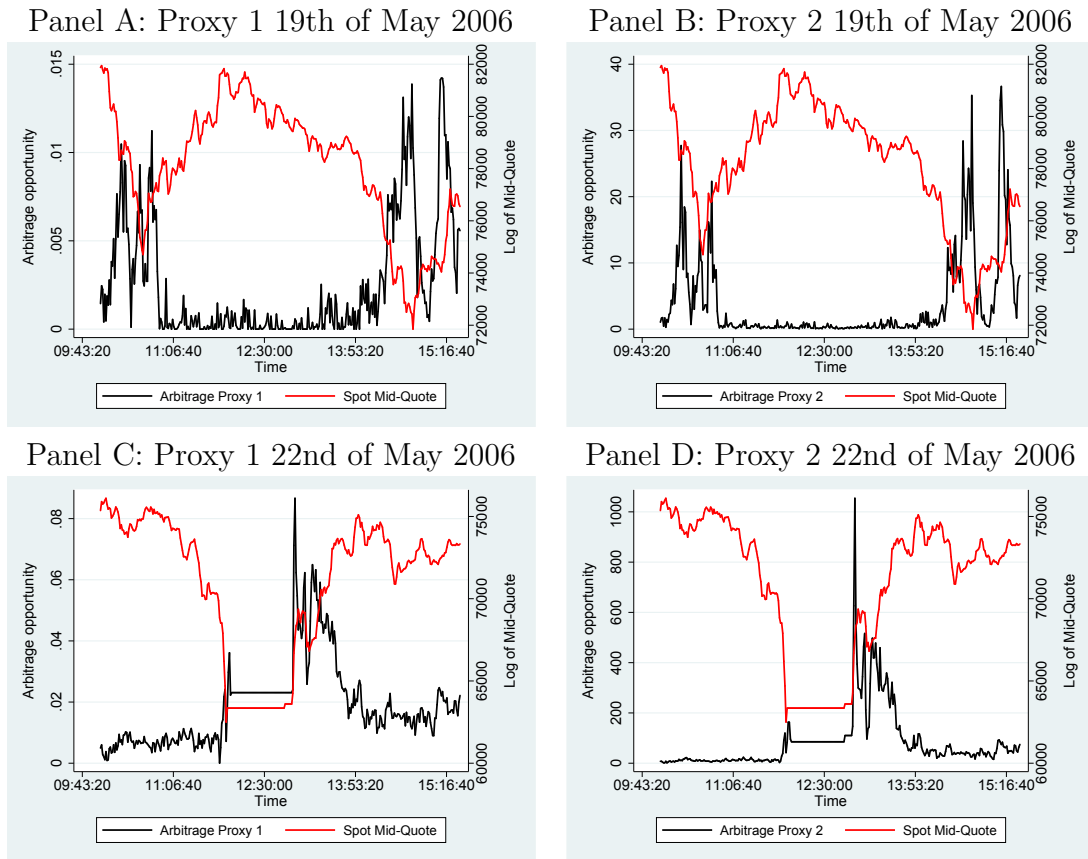 Panel A: Proxy 1 19th of May 2006
Arbitrage opportunity
.015
.01
.005
0
82000
80000
78000
76000
74000
72000
Log of Mid-Quote
09:43:20 11:06:40 12:30:00 13:53:20 15:16:40
Time
Arbitrage Proxy 1 Spot Mid-Quote
Panel B: Proxy 2 19th of May 2006
Arbitrage opportunity
40
30
20
10
0
82000
80000
78000
76000
74000
72000
Log of Mid-Quote
09:43:20 11:06:40 12:30:00 13:53:20 15:16:40
Time
Arbitrage Proxy 2 Spot Mid-Quote
Panel C: Proxy 1 22nd of May 2006
Arbitrage opportunity
.08
.06
.04
.02
0
75000
70000
65000
60000
Log of Mid-Quote
09:43:20 11:06:40 12:30:00 13:53:20 15:16:40
Time
Arbitrage Proxy 1 Spot Mid-Quote
Panel D: Proxy 2 22nd of May 2006
Arbitrage opportunity
1000
800
600
400
200
0
75000
70000
65000
60000
Log of Mid-Quote
09:43:20 11:06:40 12:30:00 13:53:20 15:16:40
Time
Arbitrage Proxy 2 Spot Mid-Quote